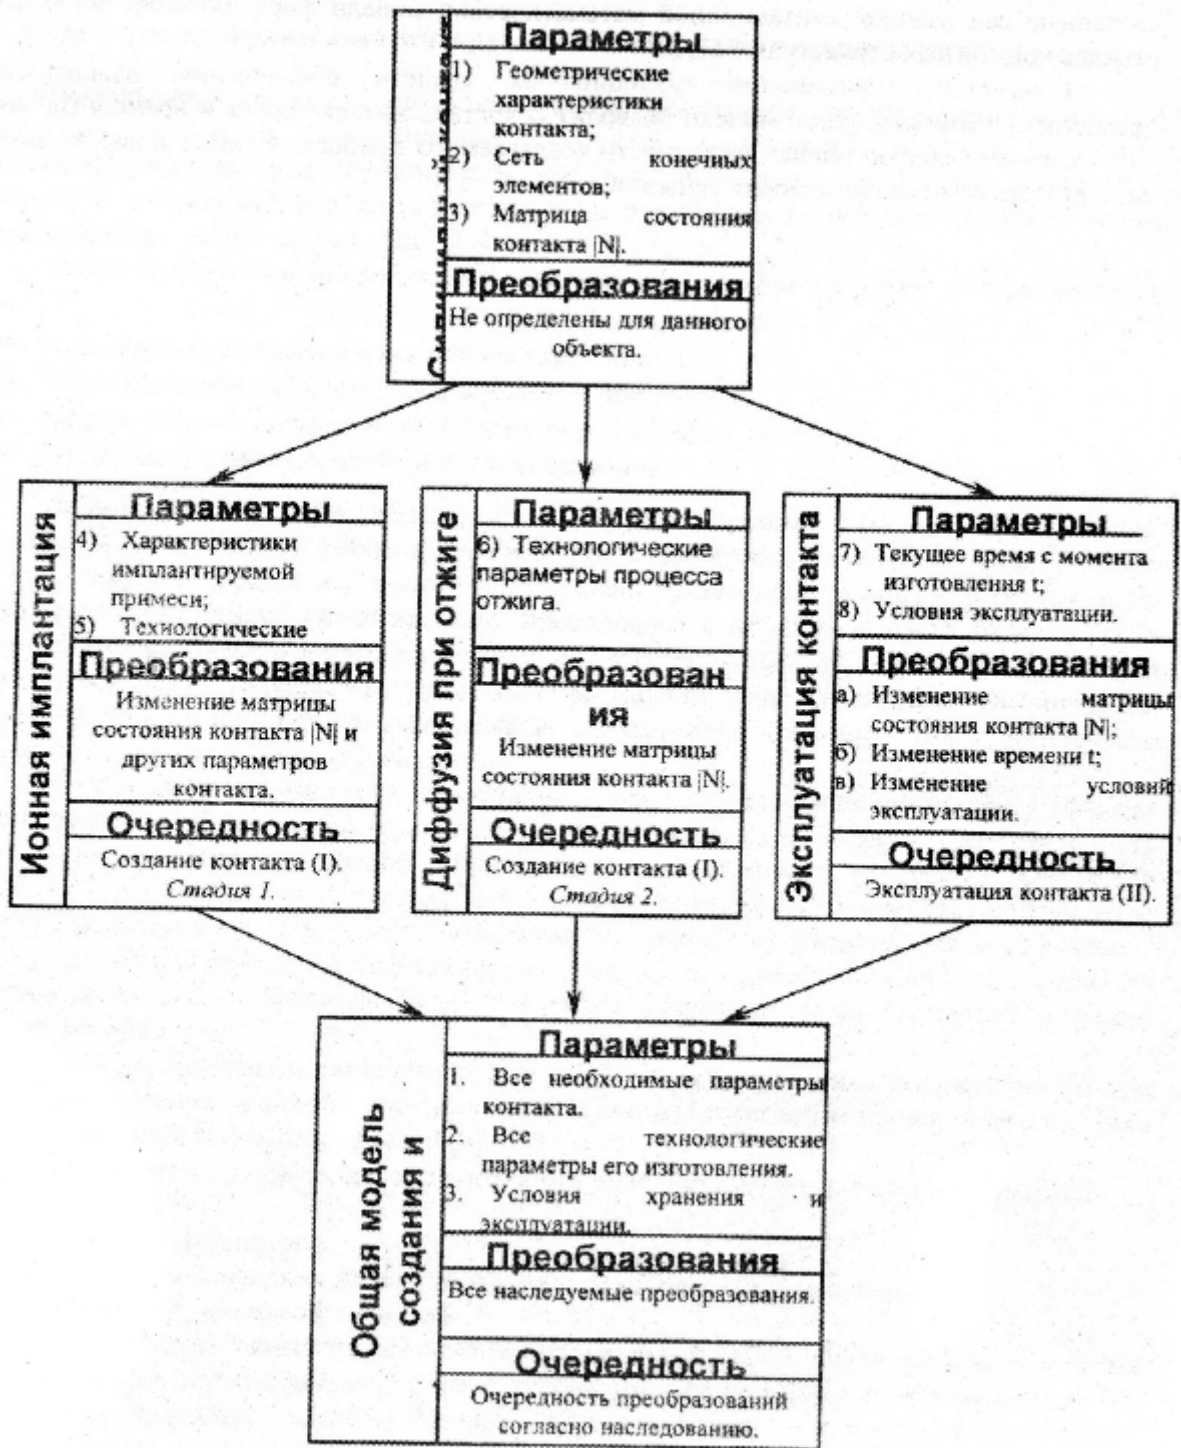 Параметры
1) Геометрические
характеристики
контакта;
2) Сеть конечных
элементов;
3) Матрица состояния
контакта |N|.
Преобразования
Не определены для данного
объекта.
Ионная имплантация
Параметры
4) Характеристики
имплантируемой
примеси;
5) Технологические
Преобразования
Изменение матрицы
состояния контакта |N| и
других параметров
контакта.
Очередность
Создание контакта (I).
Стадия 1.
Диффузия при отжиге
Параметры
6) Технологические
параметры процесса
отжига.
Преобразован
ия
Изменение матрицы
состояния контакта |N|.
Очередность
Создание контакта (I).
Стадия 2.
Эксплуатация контакта
Параметры
7) Текущее время с момента
изготовления t;
8) Условия эксплуатации.
Преобразования
а) Изменение матрицы
состояния контакта |N|;
б) Изменение времени t;
в) Изменение условий
эксплуатации.
Очередность
Эксплуатация контакта (II).
Общая модель
создания и
Параметры
1. Все необходимые параметры
контакта.
2. Все технологические
параметры его изготовления.
3. Условия хранения и
эксплуатации.
Преобразования
Все наследуемые преобразования.
Очередность
Очередность преобразований
согласно наследованию.